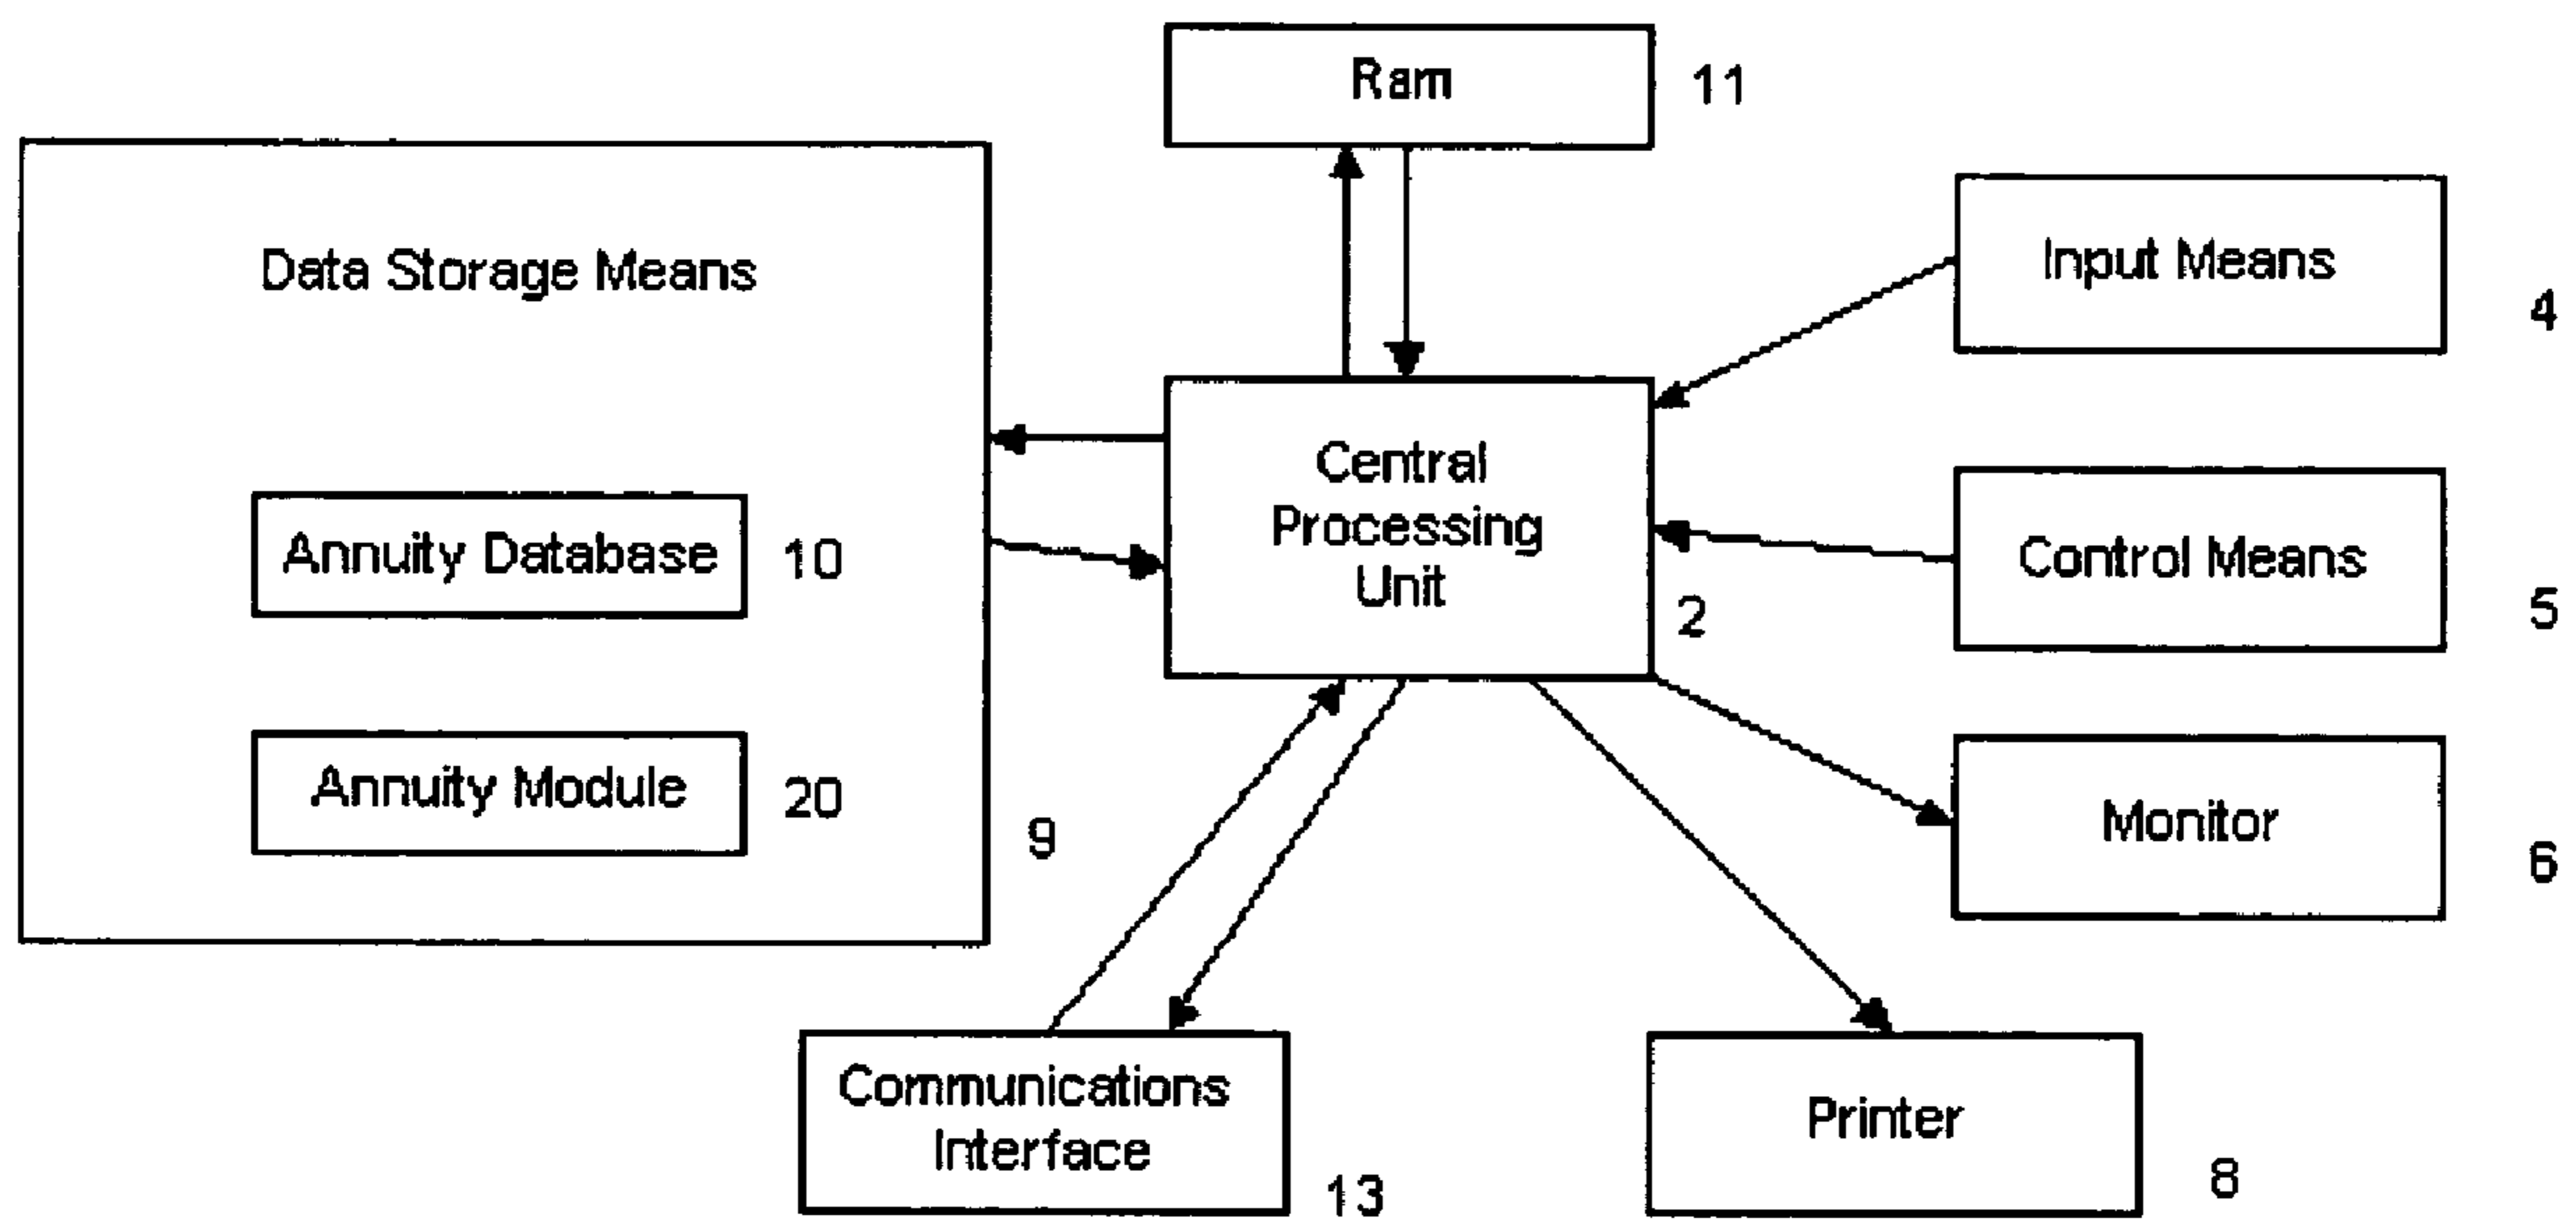 Ram
11
Data Storage Means
Input Means
4
Central
Processing
Unit
2
Annuity Database
10
Control Means
5
Annuity Module
20
9
Monitor
6
Communications
Interface
13
Printer
8